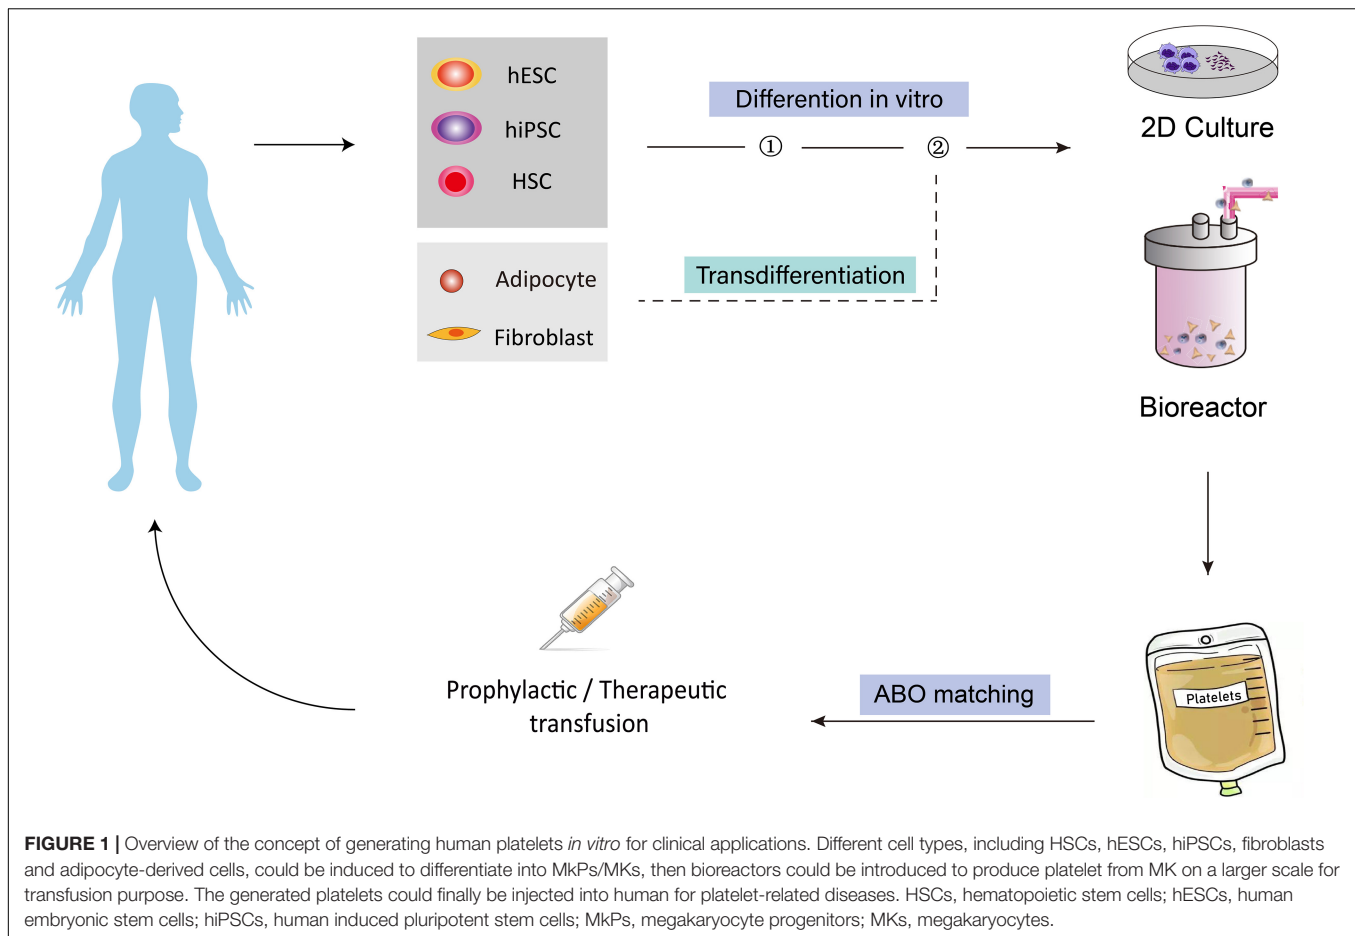 hESC
hiPSC
HSC
Adipocyte
Fibroblast
Differention in vitro
①
②
Transdifferentiation
2D Culture
Bioreactor
Platelets
ABO matching
Prophylactic / Therapeutic
transfusion
FIGURE 1 | Overview of the concept of generating human platelets in vitro for clinical applications. Different cell types, including HSCs, hESCs, hiPSCs, fibroblasts
and adipocyte-derived cells, could be induced to differentiate into MkPs/MKs, then bioreactors could be introduced to produce platelet from MK on a larger scale for
transfusion purpose. The generated platelets could finally be injected into human for platelet-related diseases. HSCs, hematopoietic stem cells; hESCs, human
embryonic stem cells; hiPSCs, human induced pluripotent stem cells; MkPs, megakaryocyte progenitors; MKs, megakaryocytes.